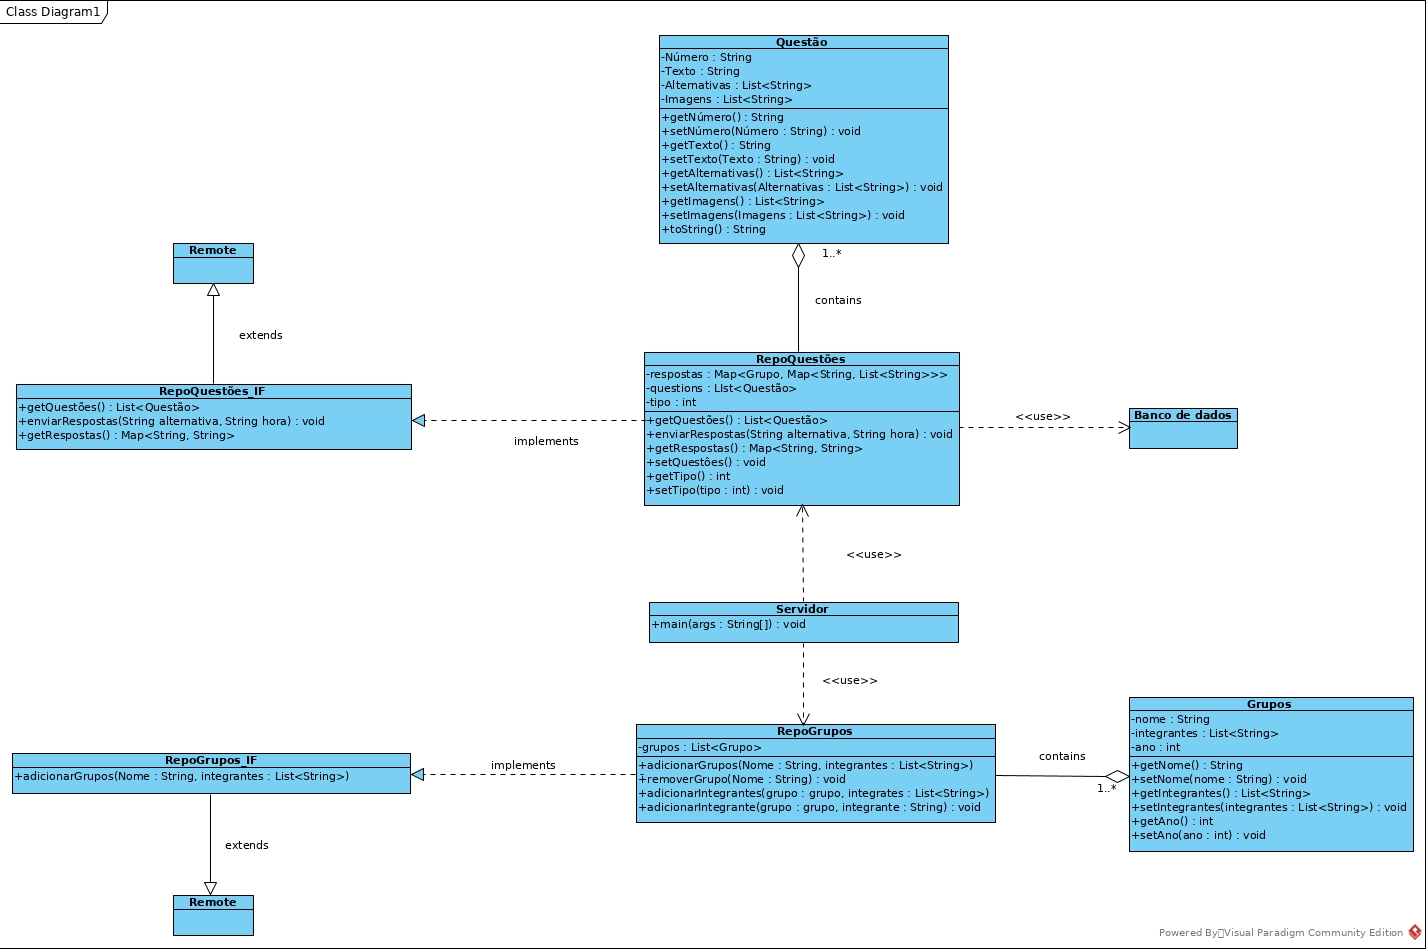 Class Diagram1
Questão
-Número : String
-Texto : String
-Alternativas : List<String>
-Imagens : List<String>
+getNúmero() : String
+setNúmero(Número : String) : void
+getTexto() : String
+setTexto(Texto : String) : void
+getAlternativas() : List<String>
+setAlternativas(Alternativas : List<String>) : void
+getImagens() : List<String>
+setImagens(Imagens : List<String>) : void
+toString() : String
1..*
contains
Remote
extends
RepoQuestões_IF
+getQuestões() : List<Questão>
+enviarRespostas(String alternativa, String hora) : void
+getRespostas() : Map<String, String>
implements
RepoQuestões
-respostas : Map<Grupo, Map<String, List<String>>>
-questions : LIst<Questão>
-tipo : int
+getQuestões() : List<Questão>
+enviarRespostas(String alternativa, String hora) : void
+getRespostas() : Map<String, String>
+setQuestôes() : void
+getTipo() : int
+setTipo(tipo : int) : void
<<use>>
Banco de dados
<<use>>
Servidor
+main(args : String[]) : void
<<use>>
RepoGrupos_IF
+adicionarGrupos(Nome : String, integrantes : List<String>)
implements
RepoGrupos
-grupos : List<Grupo>
+adicionarGrupos(Nome : String, integrantes : List<String>)
+removerGrupo(Nome : String) : void
+adicionarIntegrantes(grupo : grupo, integrates : List<String>)
+adicionarIntegrante(grupo : grupo, integrante : String) : void
contains
1..*
Grupos
-nome : String
-integrantes : List<String>
-ano : int
+getNome() : String
+setNome(nome : String) : void
+getIntegrantes() : List<String>
+setIntegrantes(integrantes : List<String>) : void
+getAno() : int
+setAno(ano : int) : void
extends
Remote
Powered By Visual Paradigm Community Edition